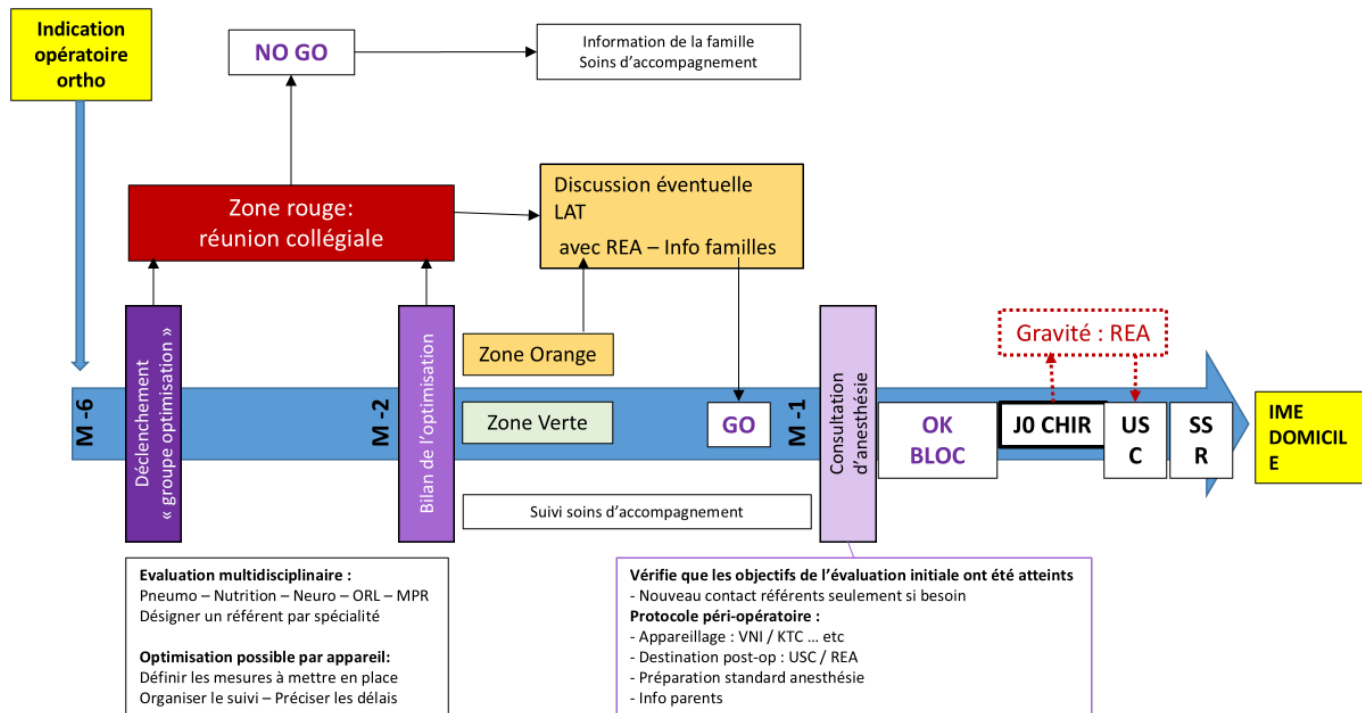 Indication
opératoire
ortho
NO GO
Information de la famille
Soins d'accompagnement
Zone rouge:
réunion collégiale
Discussion éventuelle
LAT
avec REA – Info familles
Zone Orange
Zone Verte
GO
M -6
Déclenchement
« groupe optimisation »
M -2
Bilan de l'optimisation
M -1
Consultation
d'anesthésie
Gravité : REA
OK
BLOC
J0 CHIR
US
C
SS
R
IME
DOMICIL
E
Suivi soins d'accompagnement
Evaluation multidisciplinaire :
Pneumo – Nutrition – Neuro – ORL – MPR
Désigner un référent par spécialité
Optimisation possible par appareil:
Définir les mesures à mettre en place
Organiser le suivi – Préciser les délais
Vérifie que les objectifs de l'évaluation initiale ont été atteints
- Nouveau contact référents seulement si besoin
Protocole péri-opératoire :
- Appareillage : VNI / KTC ... etc
- Destination post-op : USC / REA
- Préparation standard anesthésie
- Info parents